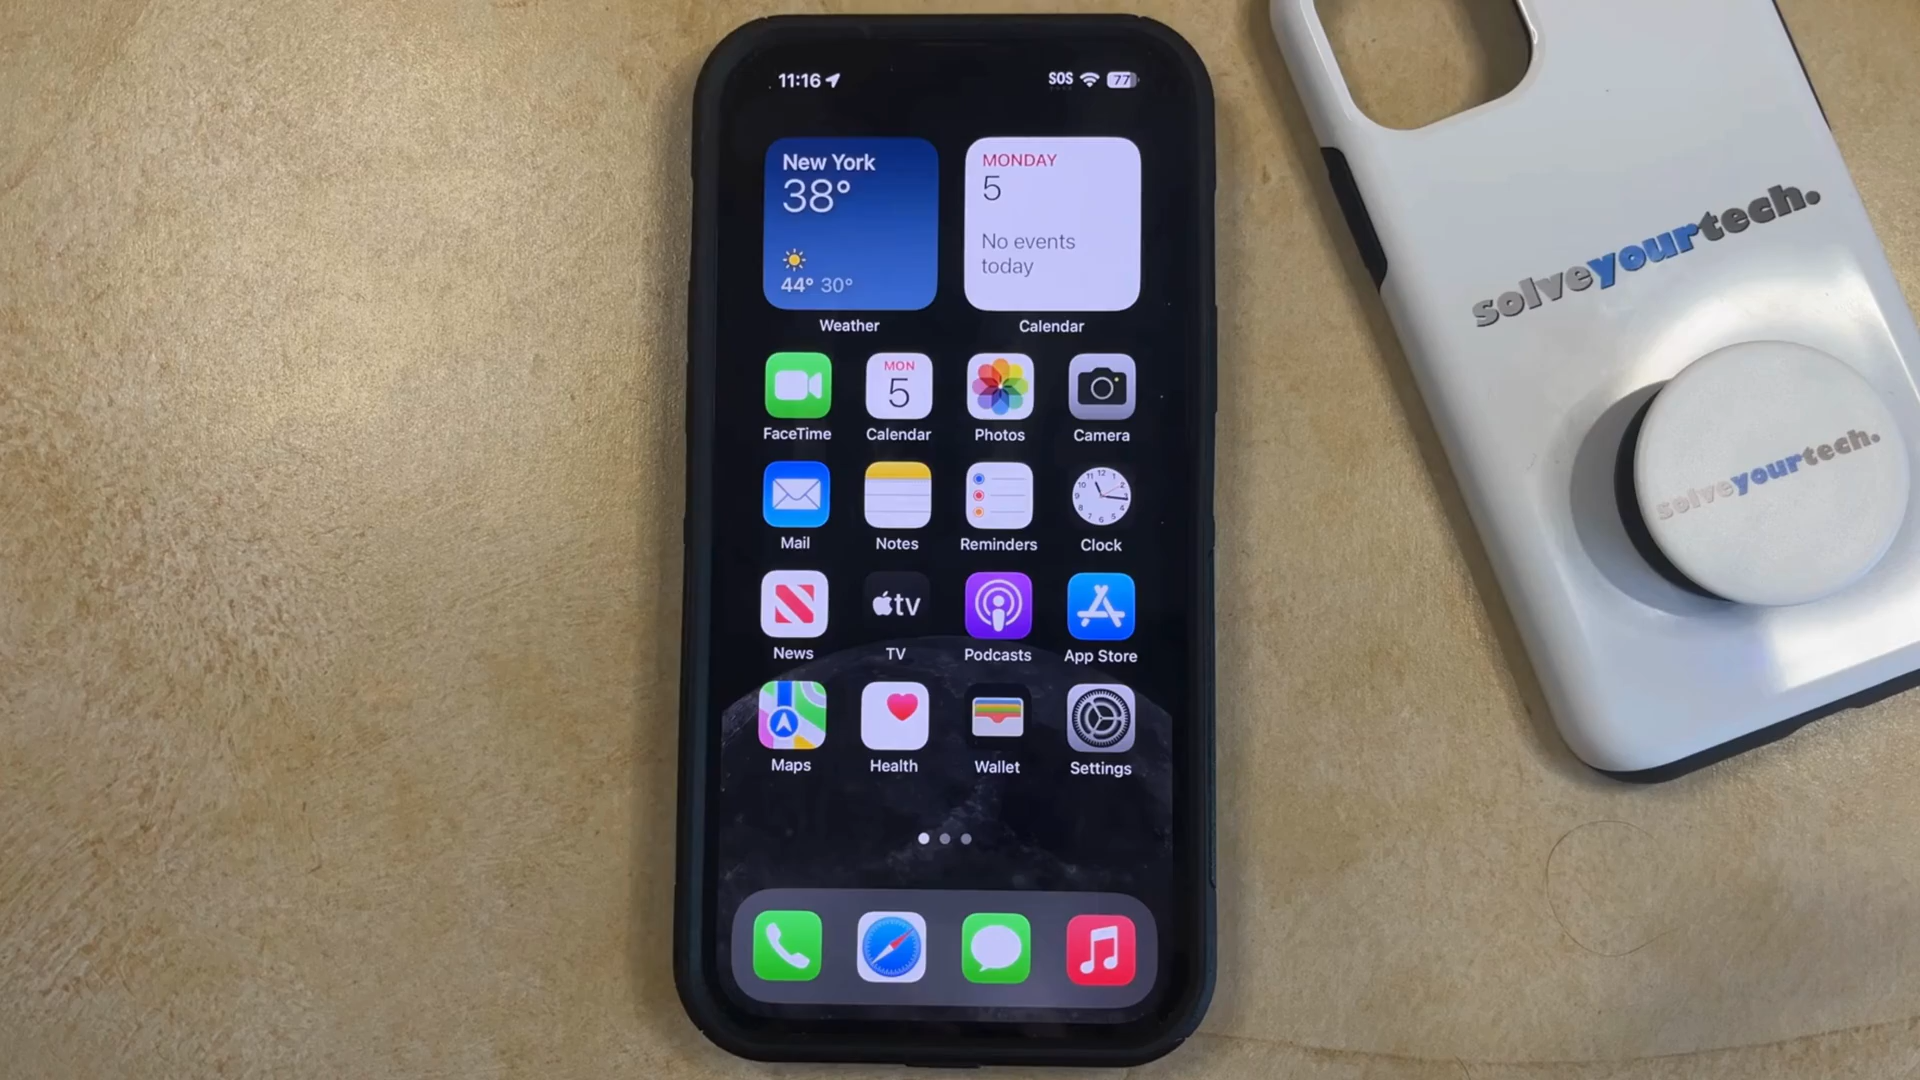 11:16
SOS
77
New York
38°
44° 30°
Weather
MONDAY
5
No events
today
Calendar
FaceTime
MON
5
Calendar
Photos
Camera
Mail
Notes
Reminders
Clock
News
tv
TV
Podcasts
App Store
Maps
Health
Wallet
Settings
solveyourtech.
solveyourtech.